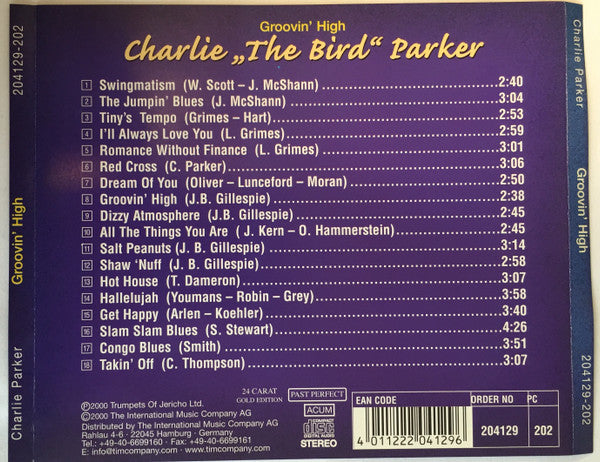 Groovin' High
Charlie „The Bird“ Parker
1 Swingmatism (W. Scott – J. McShann) 2:40
2 The Jumpin' Blues (J. McShann) 3:04
3 Tiny's Tempo (Grimes – Hart) 2:53
4 I'll Always Love You (L. Grimes) 2:59
5 Romance Without Finance (L. Grimes) 3:01
6 Red Cross (C. Parker) 3:06
7 Dream Of You (Oliver – Lunceford – Moran) 2:50
8 Groovin' High (J.B. Gillespie) 2:38
9 Dizzy Atmosphere (J.B. Gillespie) 2:45
10 All The Things You Are ( J. Kern – O. Hammerstein) 2:45
11 Salt Peanuts (J. B. Gillespie) 3:14
12 Shaw 'Nuff (J. B. Gillespie) 2:58
13 Hot House (T. Dameron) 3:07
14 Hallelujah (Youmans – Robin – Grey) 3:58
15 Get Happy (Arlen – Koehler) 3:40
16 Slam Slam Blues (S. Stewart) 4:26
17 Congo Blues (Smith) 3:51
18 Takin' Off (C. Thompson) 3:07
℗2000 Trumpets Of Jericho Ltd.
©2000 The International Music Company AG
Distributed by The International Music Company AG
Rahlau 4-6 · 22045 Hamburg · Germany
Tel.: +49-40-6699160 · Fax: +49-40-6699161
E: info@timcompany.com · www.timcompany.com
24 CARAT
GOLD EDITION
PAST PERFECT
ACUM
COMPACT
disc
DIGITAL AUDIO
STEREO
EAN CODE
4 011222 041296
ORDER NO
204129
PC
202
Charlie Parker
Groovin' High
204129-202
Charlie Parker
Groovin' High
204129-202